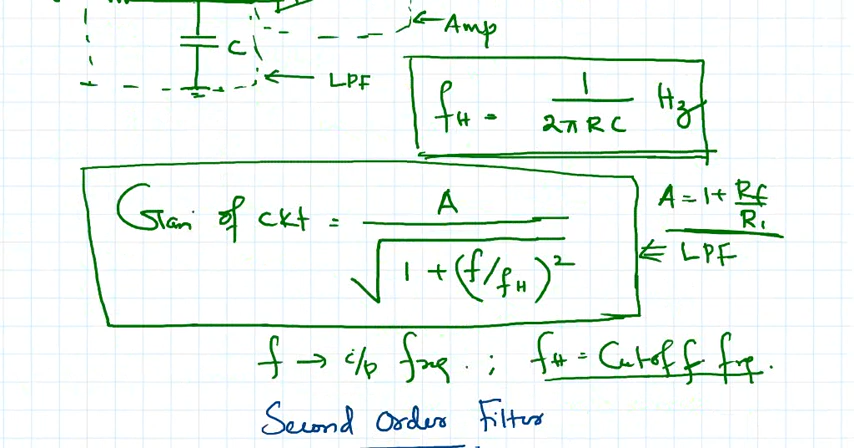 Amp
C
LPF
fH = 1 / 2πRC Hz
Gain of ckt = A / √(1 + (f/fH)²)
A = 1 + Rf/R1
LPF
f → i/p freq. ; fH = Cutoff frq.
Second Order Filter